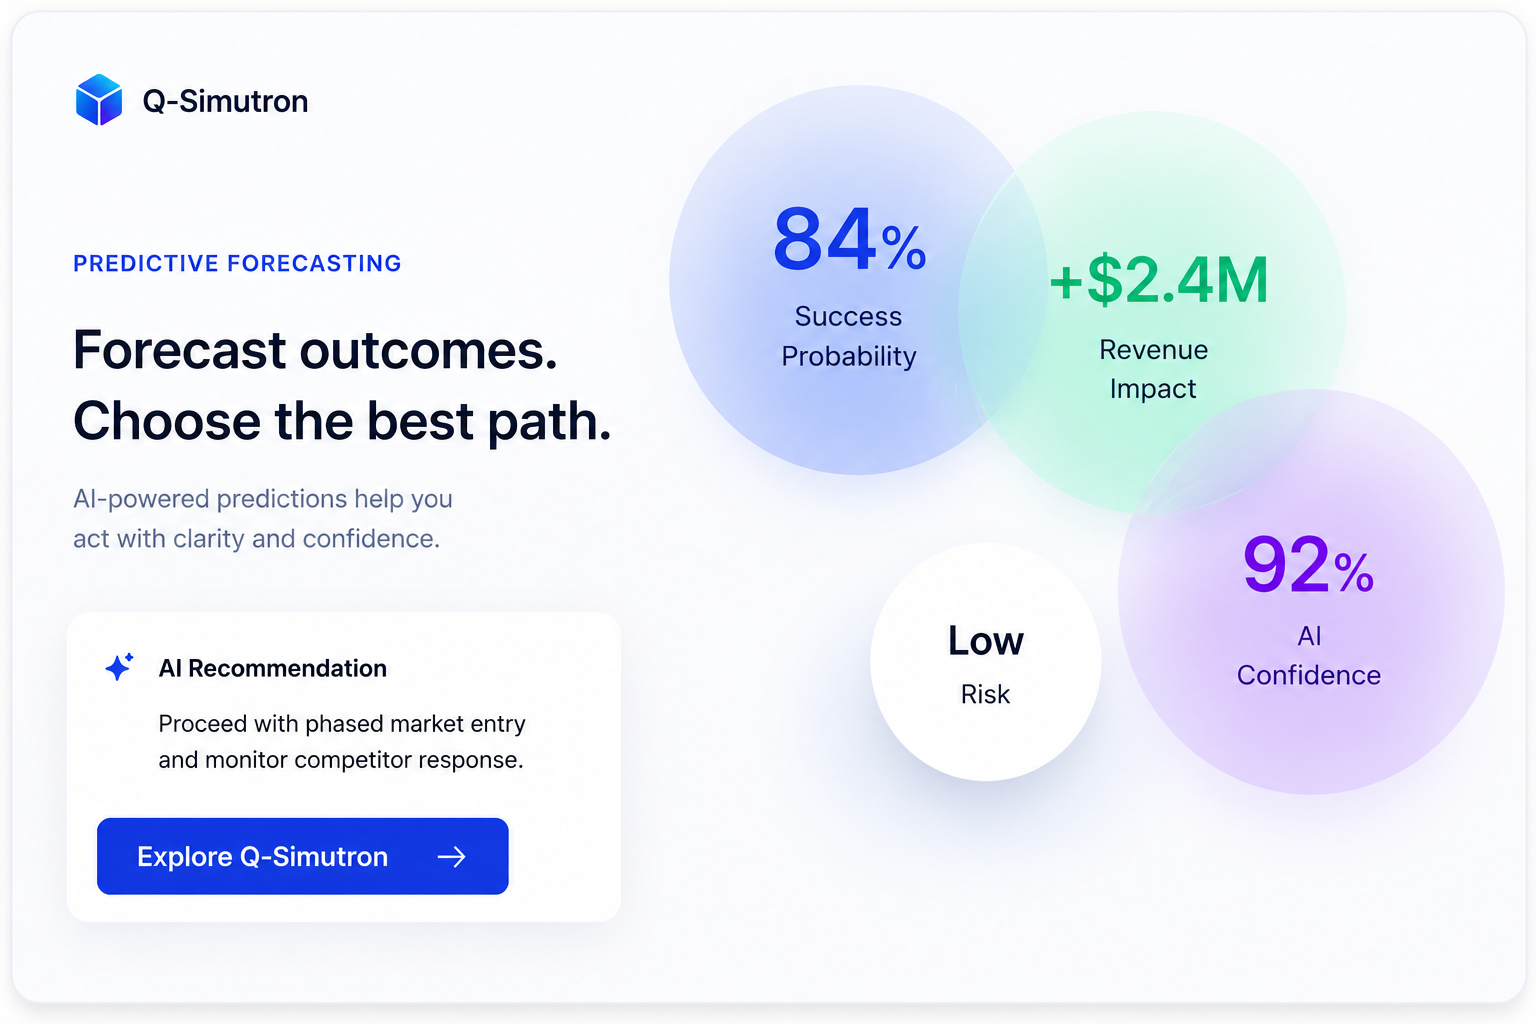 Q-Simutron
PREDICTIVE FORECASTING
Forecast outcomes.
Choose the best path.
AI-powered predictions help you
act with clarity and confidence.
AI Recommendation
Proceed with phased market entry
and monitor competitor response.
Explore Q-Simutron →
84%
Success
Probability
+$2.4M
Revenue
Impact
Low
Risk
92%
AI
Confidence